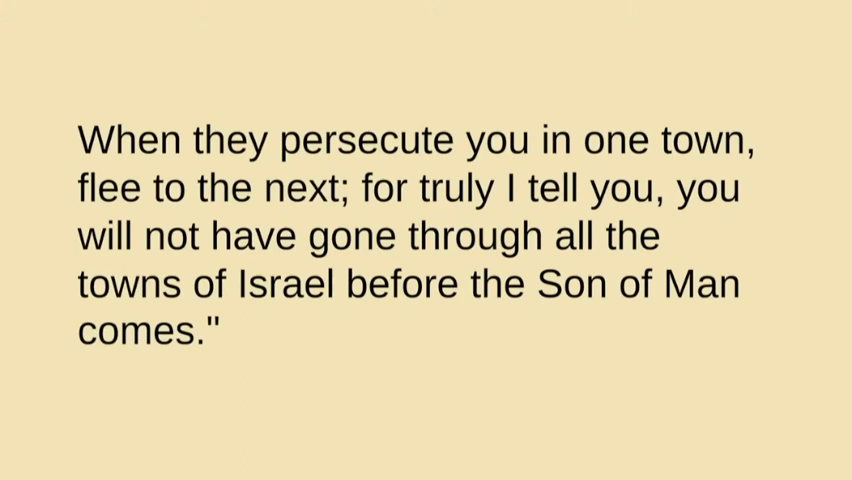 When they persecute you in one town,
flee to the next; for truly I tell you, you
will not have gone through all the
towns of Israel before the Son of Man
comes."